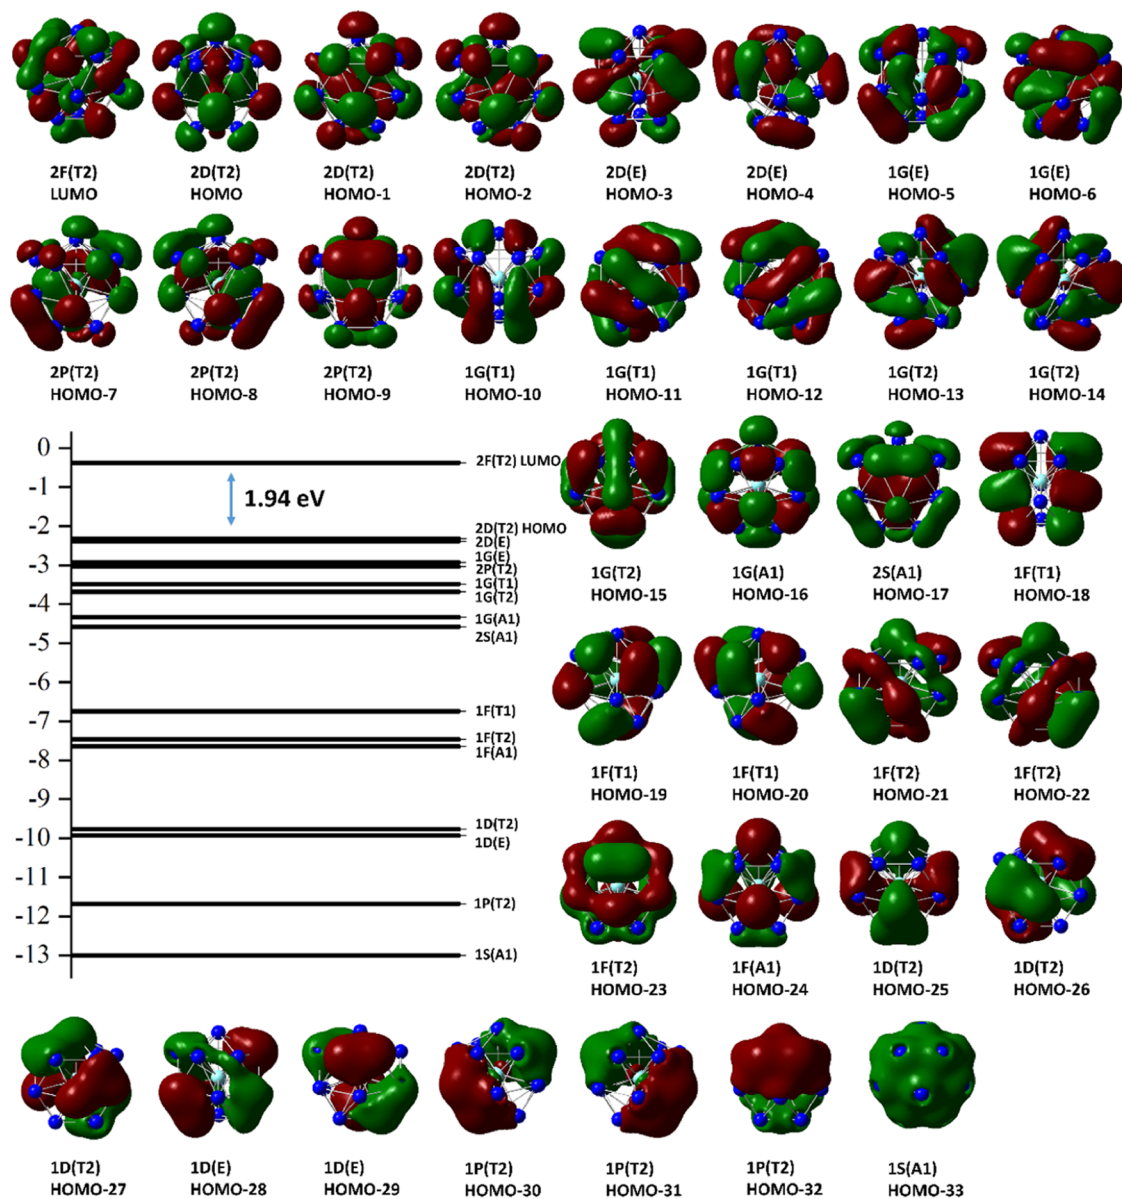 2F(T2) 2D(T2) 2D(T2) 2D(T2) 2D(E) 2D(E) 1G(E) 1G(E)
LUMO HOMO HOMO-1 HOMO-2 HOMO-3 HOMO-4 HOMO-5 HOMO-6
2P(T2) 2P(T2) 2P(T2) 1G(T1) 1G(T1) 1G(T1) 1G(T2) 1G(T2)
HOMO-7 HOMO-8 HOMO-9 HOMO-10 HOMO-11 HOMO-12 HOMO-13 HOMO-14
0
-1
-2
-3
-4
-5
-6
-7
-8
-9
-10
-11
-12
-13
2F(T2) LUMO
1.94 eV
2D(T2) HOMO
2D(E)
1G(E)
2P(T2)
1G(T1)
1G(T2)
1G(A1)
2S(A1)
1F(T1)
1F(T2)
1F(A1)
1D(T2)
1D(E)
1P(T2)
1S(A1)
1G(T2) 1G(A1) 2S(A1) 1F(T1)
HOMO-15 HOMO-16 HOMO-17 HOMO-18
1F(T1) 1F(T1) 1F(T2) 1F(T2)
HOMO-19 HOMO-20 HOMO-21 HOMO-22
1F(T2) 1F(A1) 1D(T2) 1D(T2)
HOMO-23 HOMO-24 HOMO-25 HOMO-26
1D(T2) 1D(E) 1D(E) 1P(T2) 1P(T2) 1P(T2) 1S(A1)
HOMO-27 HOMO-28 HOMO-29 HOMO-30 HOMO-31 HOMO-32 HOMO-33